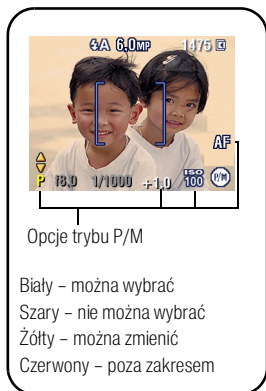 ⚡A 6,0MP 1475
AF
P f8,0 1/1000 +1,0 ISO 100 P/M
Opcje trybu P/M
Biały – można wybrać
Szary – nie można wybrać
Żółty – można zmienić
Czerwony – poza zakresem